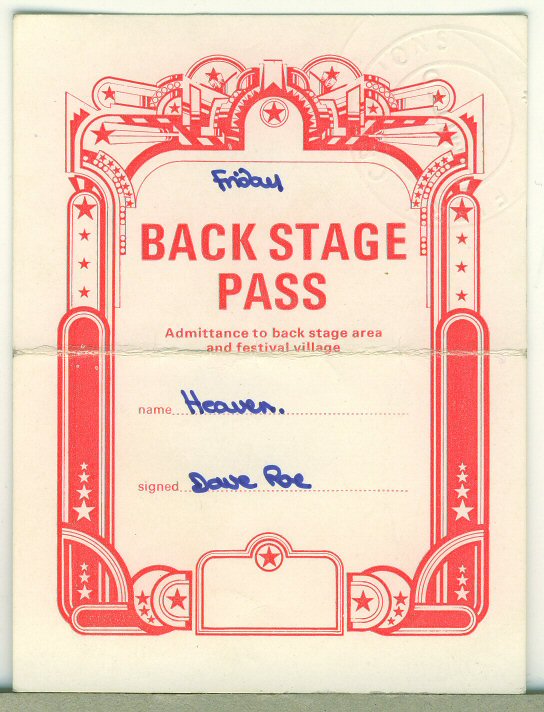 Friday
BACK STAGE
PASS
Admittance to back stage area
and festival village
name Heaven.
signed Dave Roe